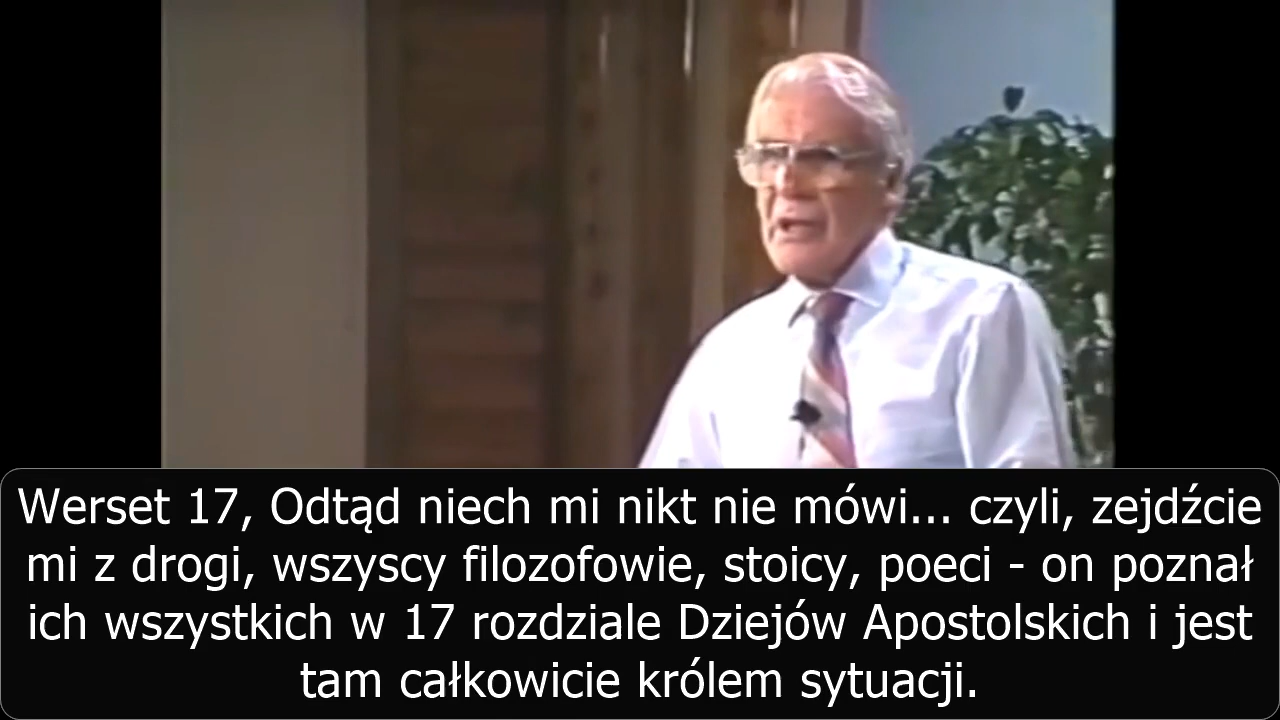 Werset 17, Odtąd niech mi nikt nie mówi... czyli, zejdźcie
mi z drogi, wszyscy filozofowie, stoicy, poeci - on poznał
ich wszystkich w 17 rozdziale Dziejów Apostolskich i jest
tam całkowicie królem sytuacji.